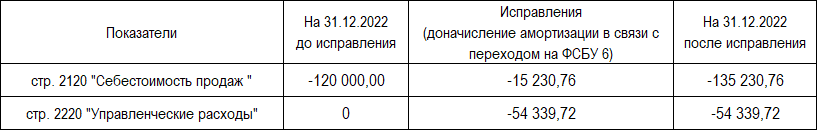 Показатели
На 31.12.2022
до исправления
Исправления
(доначисление амортизации в связи с
переходом на ФСБУ 6)
На 31.12.2022
после исправления
стр. 2120 "Себестоимость продаж "
-120 000,00
-15 230,76
-135 230,76
стр. 2220 "Управленческие расходы"
0
-54 339,72
-54 339,72